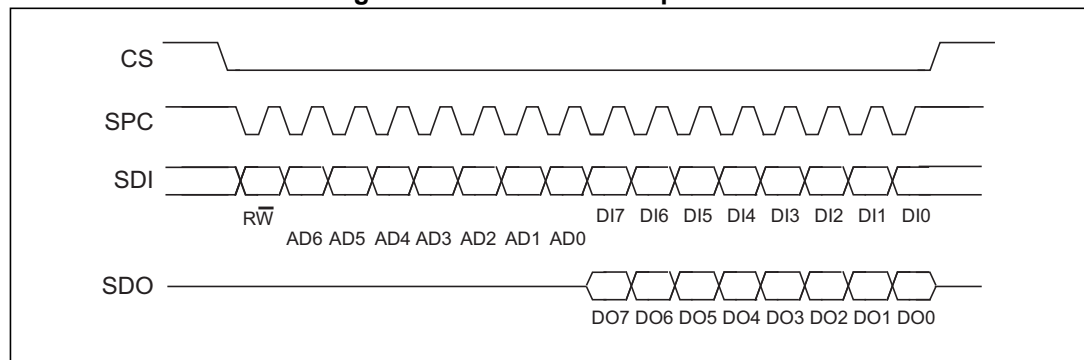 CS
SPC
SDI
RW̅
DI7 DI6 DI5 DI4 DI3 DI2 DI1 DI0
AD6 AD5 AD4 AD3 AD2 AD1 AD0
SDO
DO7 DO6 DO5 DO4 DO3 DO2 DO1 DO0